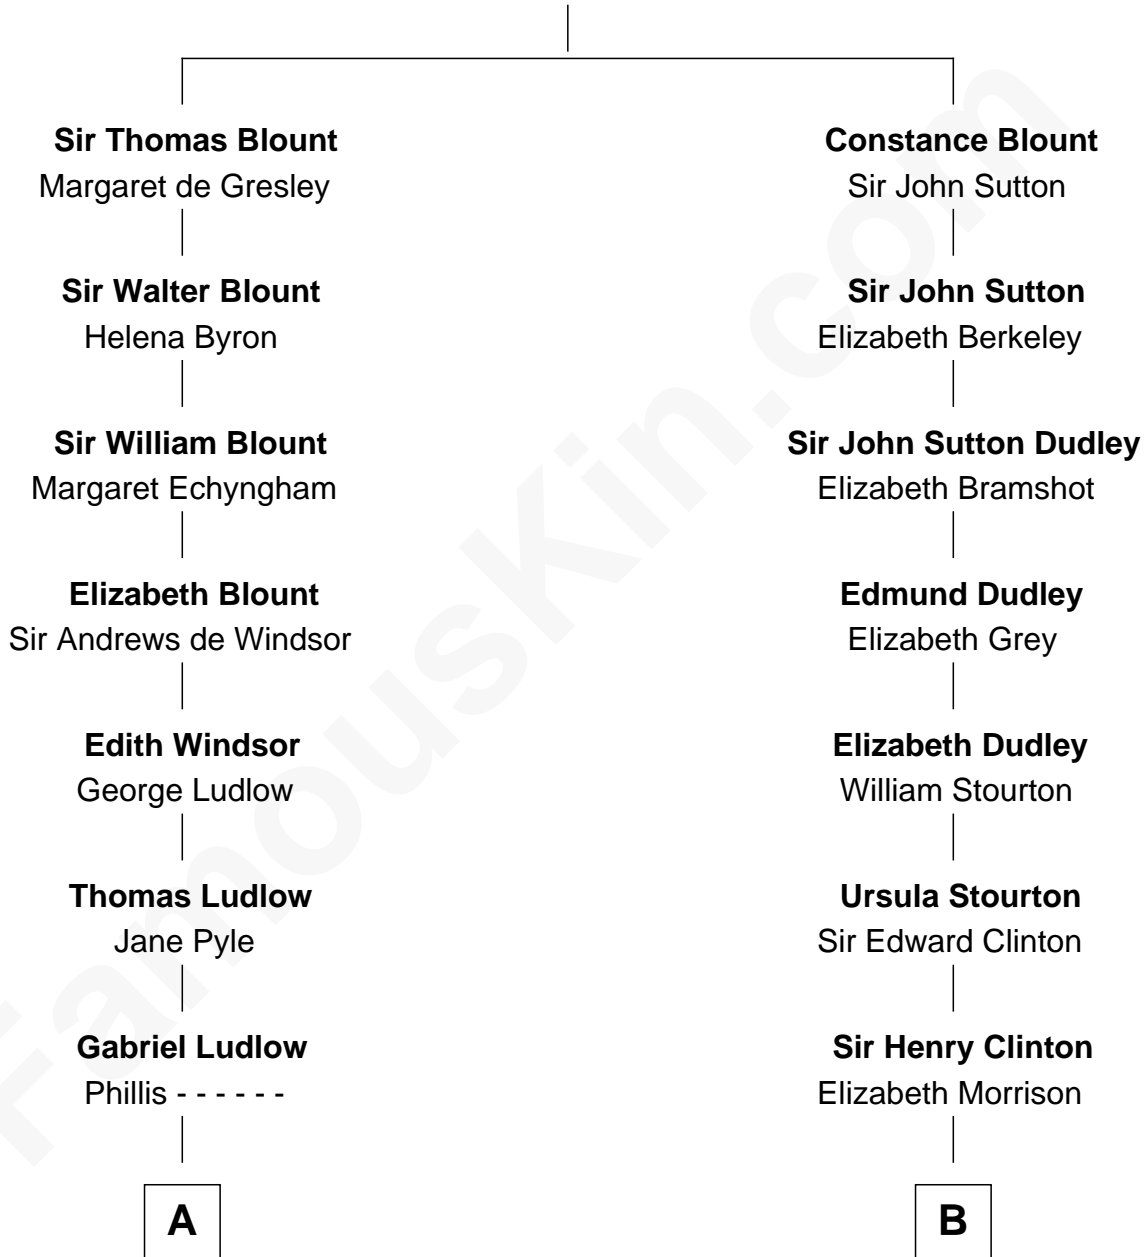 Sir Thomas Blount
Margaret de Gresley
Sir Walter Blount
Helena Byron
Sir William Blount
Margaret Echyngham
Elizabeth Blount
Sir Andrews de Windsor
Edith Windsor
George Ludlow
Thomas Ludlow
Jane Pyle
Gabriel Ludlow
Phillis - - - - - -
A
Constance Blount
Sir John Sutton
Sir John Sutton
Elizabeth Berkeley
Sir John Sutton Dudley
Elizabeth Bramshot
Edmund Dudley
Elizabeth Grey
Elizabeth Dudley
William Stourton
Ursula Stourton
Sir Edward Clinton
Sir Henry Clinton
Elizabeth Morrison
B
FamousKin.com